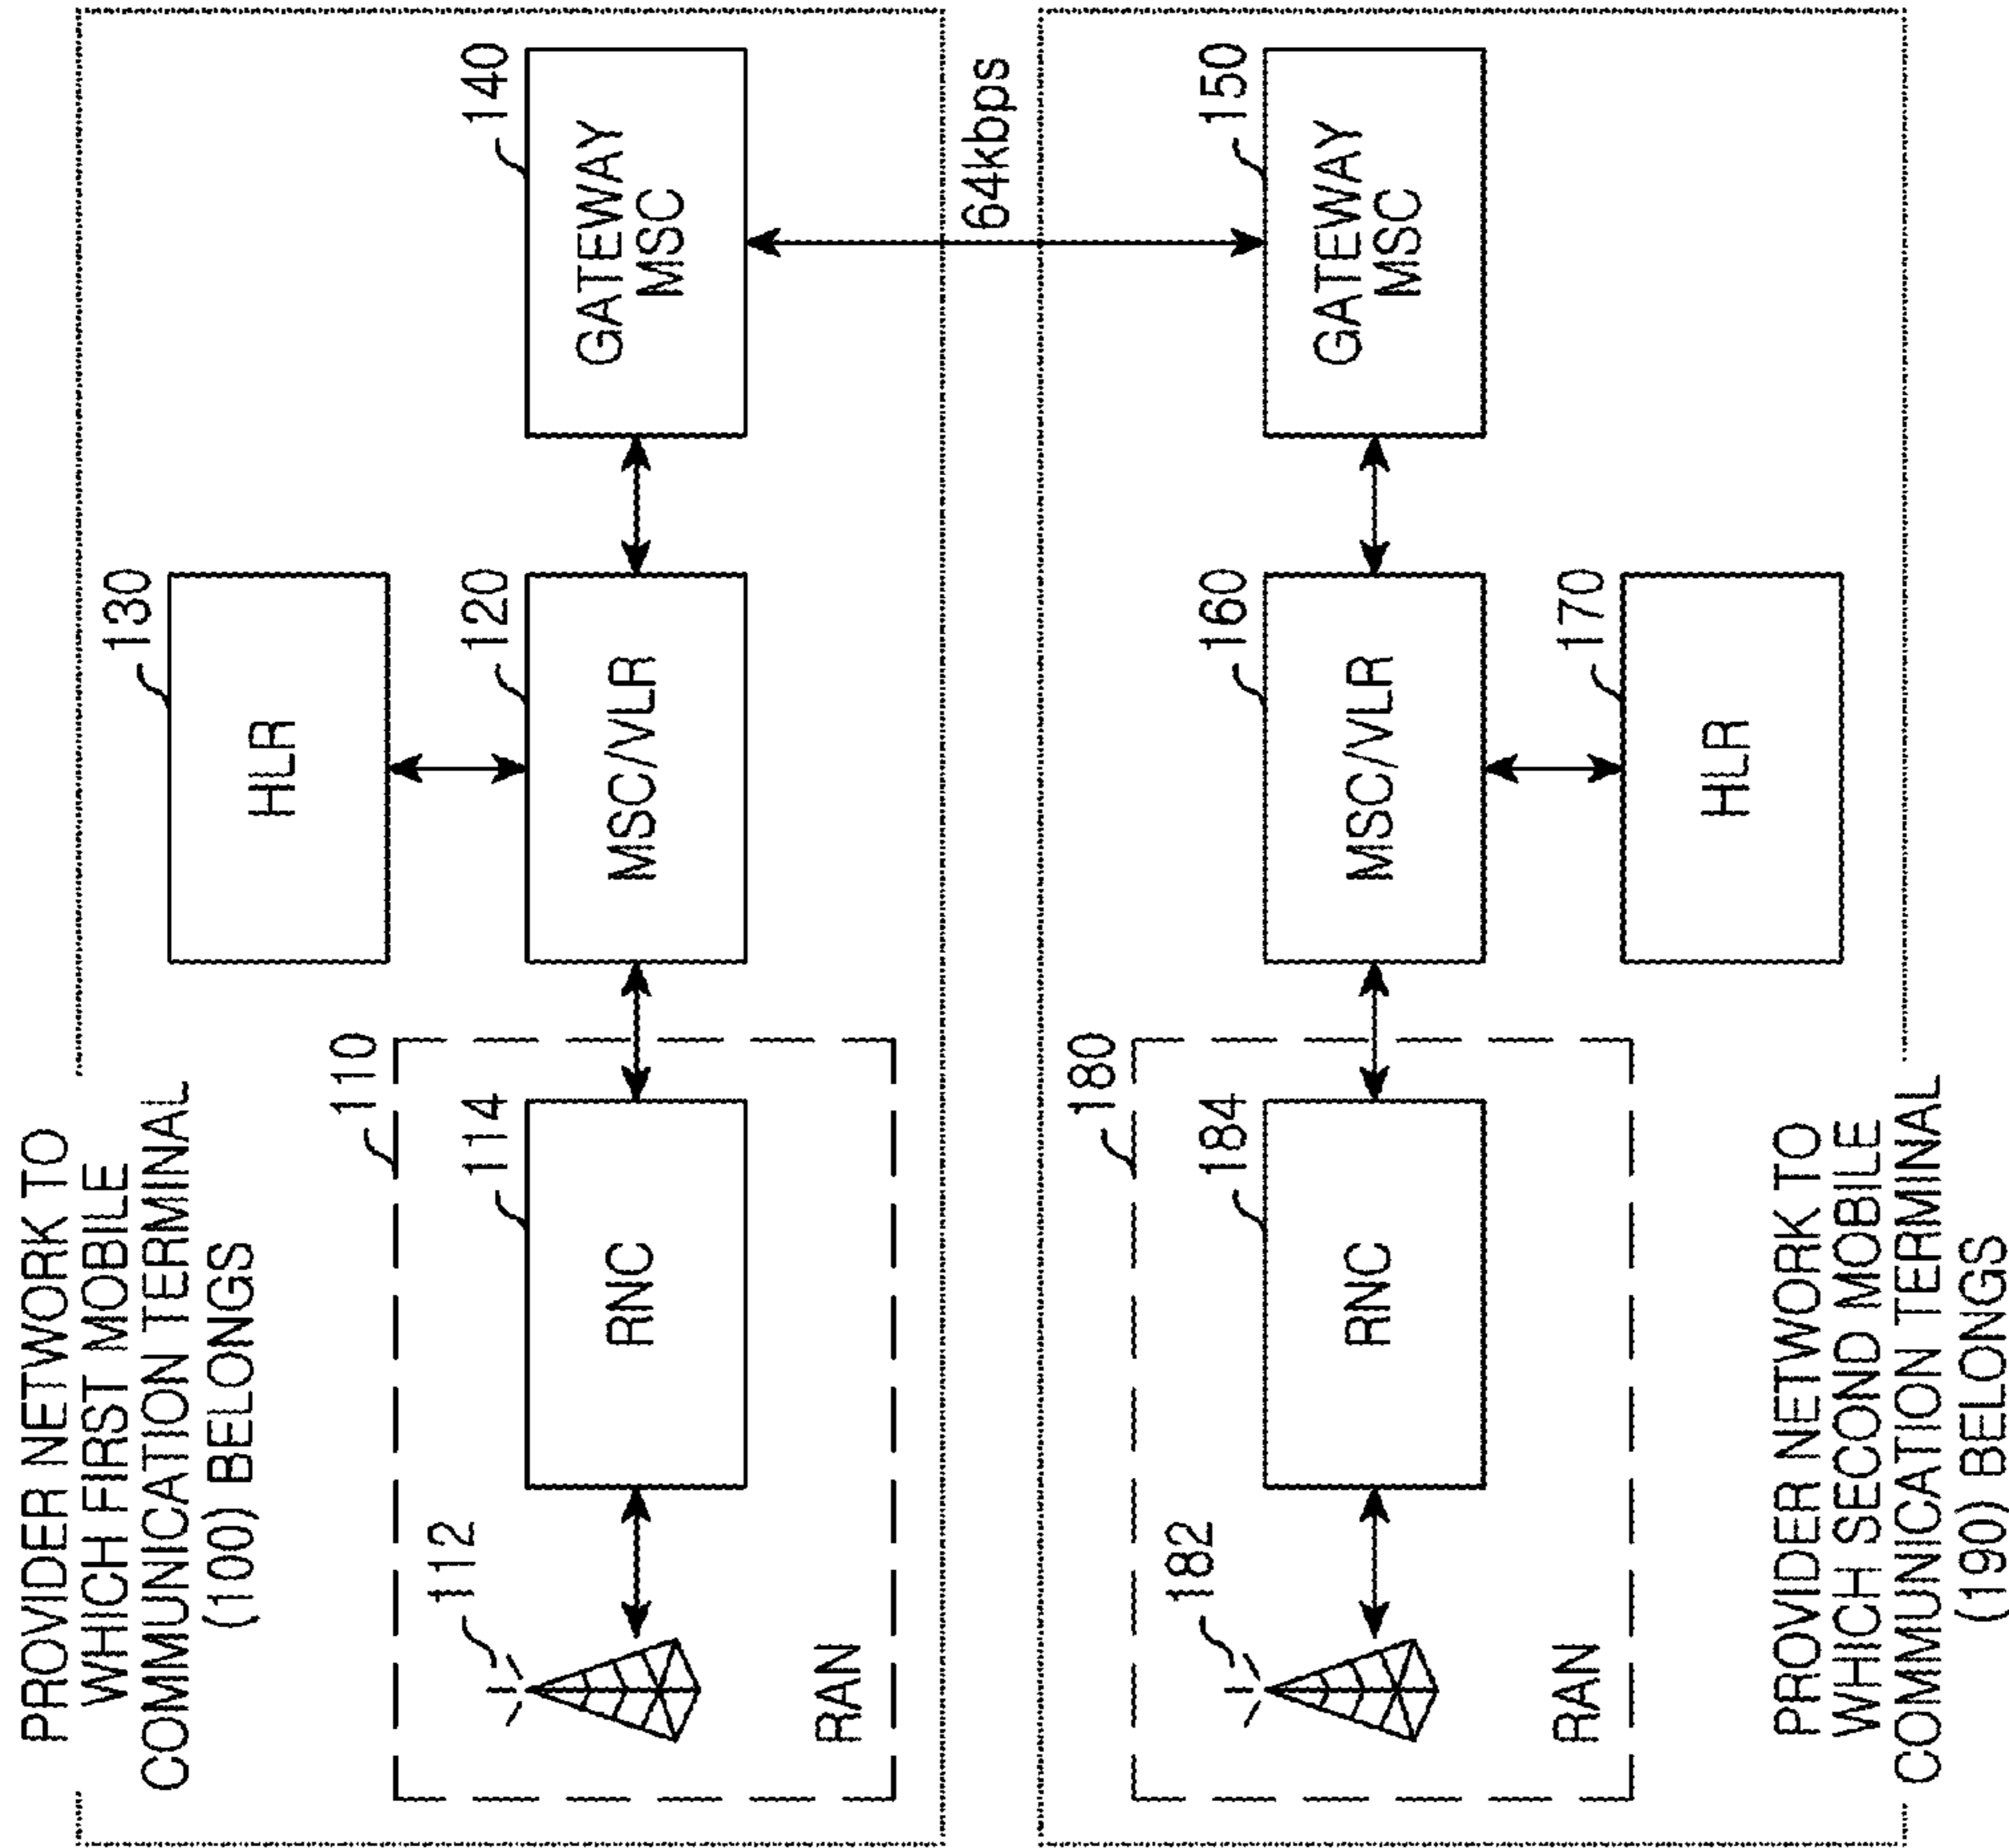 PROVIDER NETWORK TO
WHICH FIRST MOBILE
COMMUNICATION TERMINAL
(100) BELONGS
130
HLR
110
112
114
120
140
RNC
MSC/VLR
GATEWAY
MSC
RAN
64kbps
180
182
184
160
150
RNC
MSC/VLR
GATEWAY
MSC
RAN
170
HLR
PROVIDER NETWORK TO
WHICH SECOND MOBILE
COMMUNICATION TERMINAL
(190) BELONGS